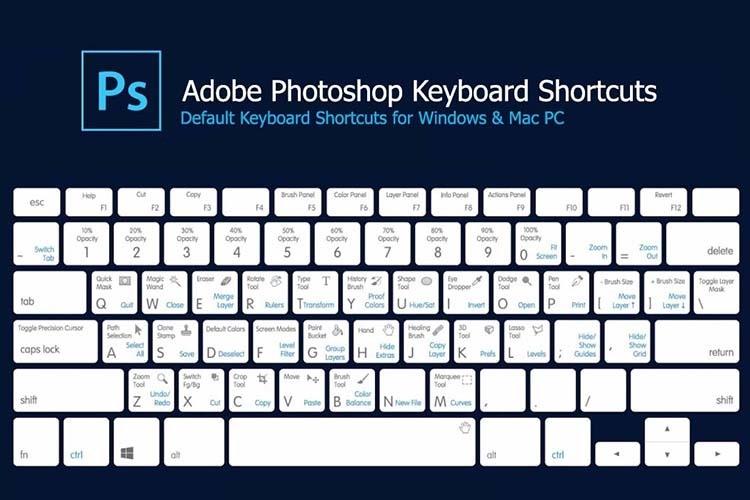 Ps
Adobe Photoshop Keyboard Shortcuts
Default Keyboard Shortcuts for Windows & Mac PC
esc
Help
F1
Cut
F2
Copy
F3
F4
Brush Panel
F5
Color Panel
F6
Layer Panel
F7
Info Panel
F8
Actions Panel
F9
F10
F11
Revert
F12
~
Switch
Tab
10%
Opacity
1
20%
Opacity
2
30%
Opacity
3
40%
Opacity
4
50%
Opacity
5
60%
Opacity
6
70%
Opacity
7
80%
Opacity
8
90%
Opacity
9
100%
Opacity
0
Fit
Screen
-
Zoom
In
=
Zoom
Out
delete
tab
Quick
Mask
Q Quit
Magic
Wand
W Close
Eraser
E Merge
Layer
Rotate
Tool
R Rulers
Type
Tool
T Transform
History
Brush
Y Proof
Colors
Shape
Tool
U Hue/Sat
Eye
Dropper
I Invert
Dodge
Tool
O Open
Pen
Tool
P Print
- Brush Size
[ Move
Layer ↑
+ Brush Size
] Move
Layer ↓
Toggle Layer
Mask
\
Toggle Precision Cursor
caps lock
Path
Selection
A Select
All
Clone
Stamp
S Save
Default Colors
D Deselect
Screen Modes
F Level
Filter
Paint
Bucket
G Group
Layers
Hand
H Hide
Extras
Healing
Brush
J Copy
Layer
3D
Tool
K Prefs
Lasso
Tool
L Levels
;
Hide/
Show
Guides
'
Hide/
Show
Grid
return
shift
Zoom
Tool
Z Undo/
Redo
Switch
Fg/Bg
X Cut
Crop
Tool
C Copy
Move
V Paste
Brush
Tool
B Color
Balance
N New File
Marquee
Tool
M Curves
,
.
/
shift
fn
ctrl
alt
alt
ctrl
◄
▲
▼
►